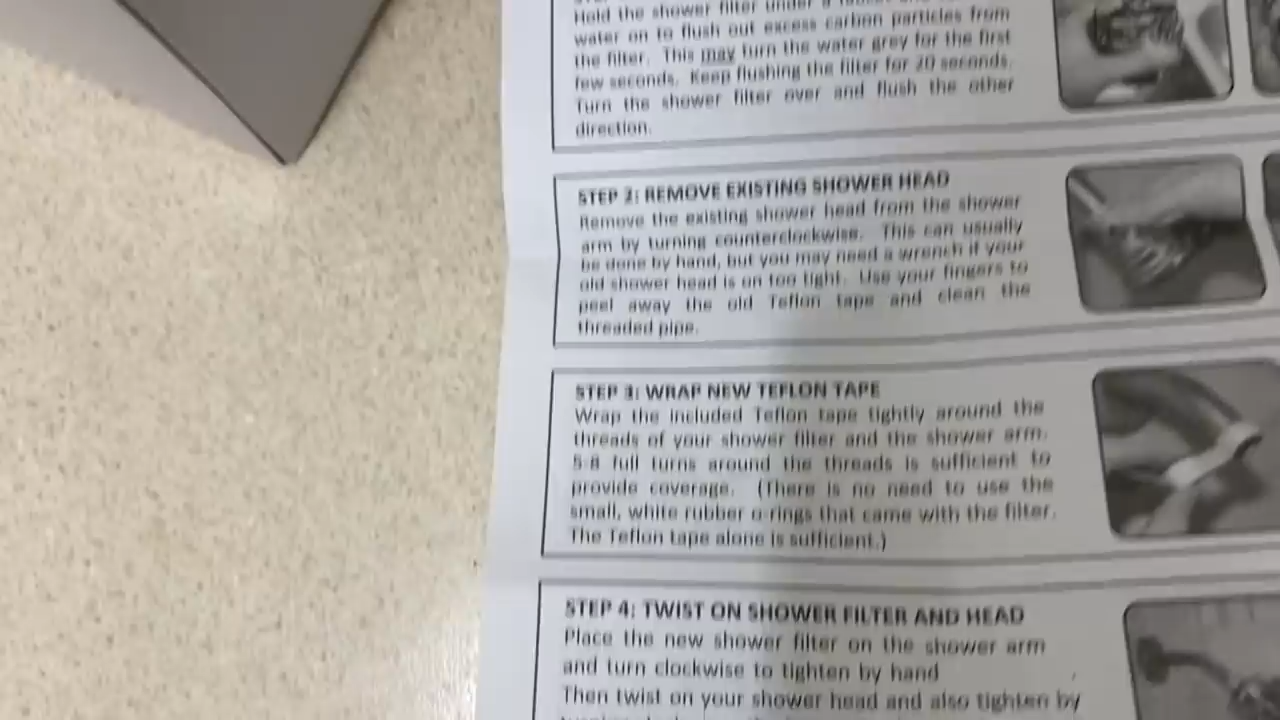 Hold the shower filter under a
water on to flush out excess carbon particles from
the filter. This may turn the water grey for the first
few seconds. Keep flushing the filter for 20 seconds.
Turn the shower filter over and flush the other
direction.
STEP 2: REMOVE EXISTING SHOWER HEAD
Remove the existing shower head from the shower
arm by turning counterclockwise. This can usually
be done by hand, but you may need a wrench if your
old shower head is on too tight. Use your fingers to
peel away the old Teflon tape and clean the
threaded pipe.
STEP 3: WRAP NEW TEFLON TAPE
Wrap the included Teflon tape tightly around the
threads of your shower filter and the shower arm.
5-8 full turns around the threads is sufficient to
provide coverage. (There is no need to use the
small, white rubber o-rings that came with the filter.
The Teflon tape alone is sufficient.)
STEP 4: TWIST ON SHOWER FILTER AND HEAD
Place the new shower filter on the shower arm
and turn clockwise to tighten by hand
Then twist on your shower head and also tighten by